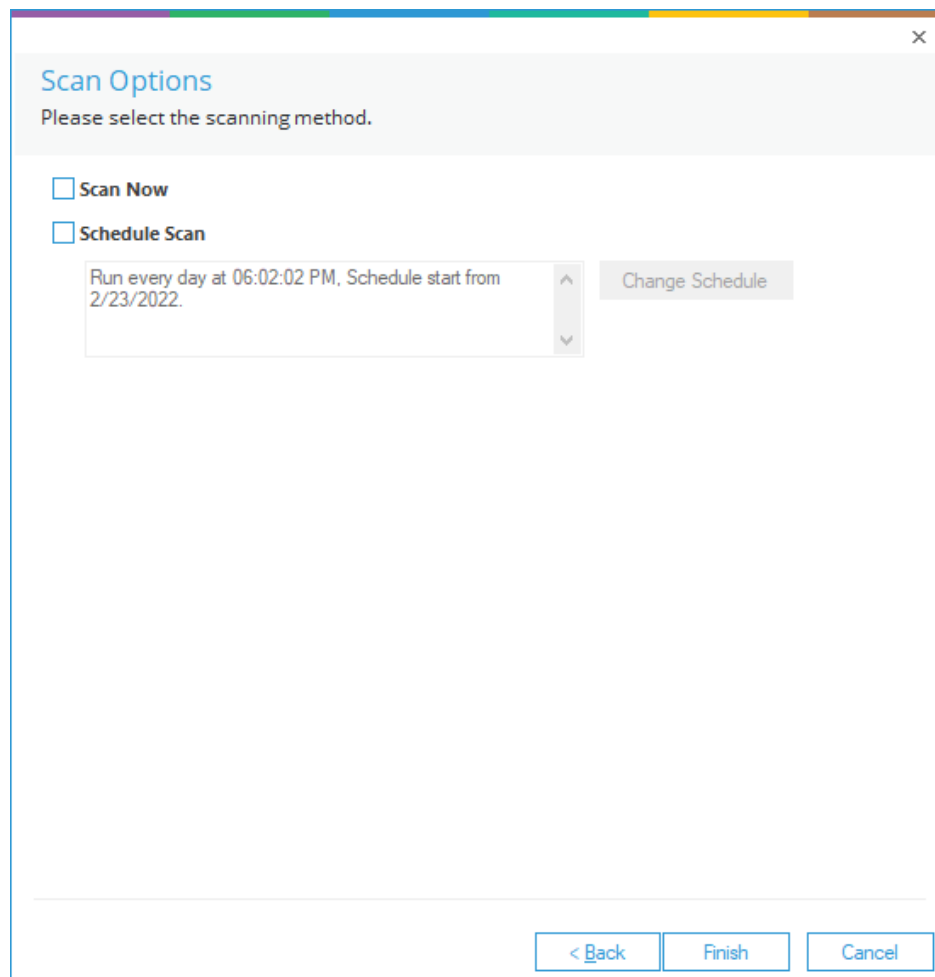 Scan Options
Please select the scanning method.
Scan Now
Schedule Scan
Run every day at 06:02:02 PM, Schedule start from
2/23/2022.
Change Schedule
< Back
Finish
Cancel